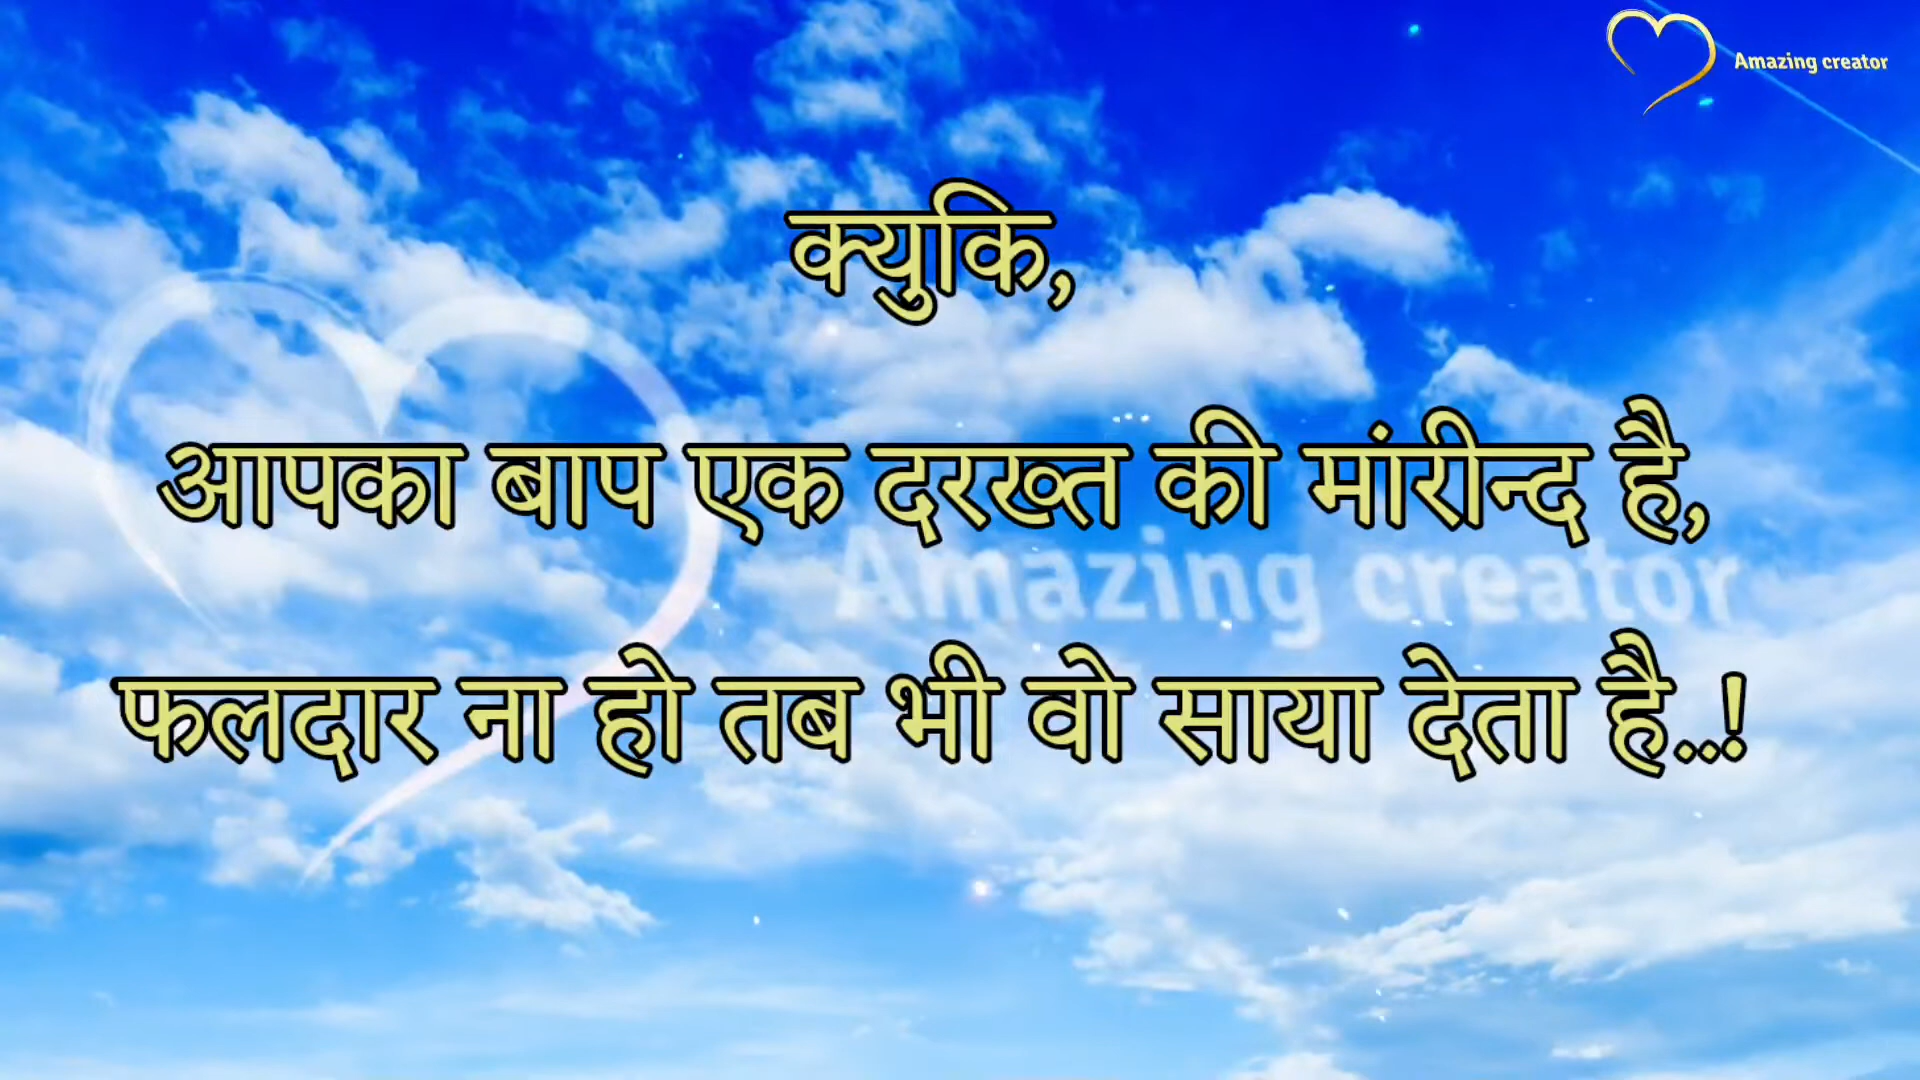 Amazing creator
क्युकि,
आपका बाप एक दरख्त की मांरीन्द है,
Amazing creator
फलदार ना हो तब भी वो साया देता है...!